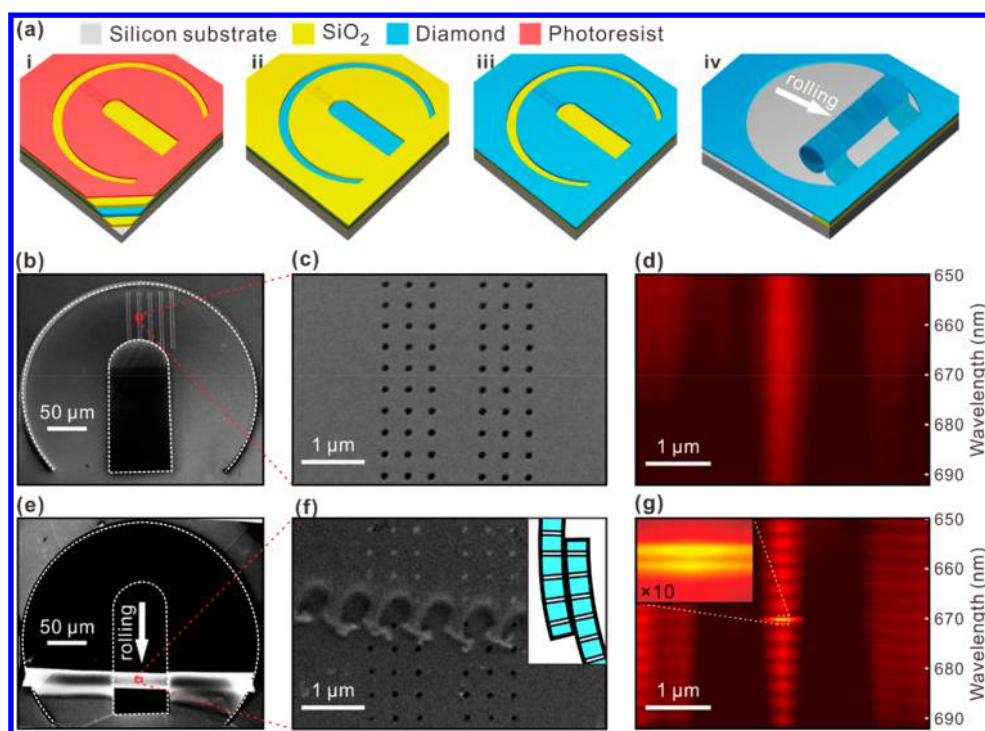 (a) Silicon substrate SiO₂ Diamond Photoresist
i ii iii iv
rolling
(b) (c) (d)
50 μm
1 μm
1 μm
650
660
670
680
690
Wavelength (nm)
(e) (f) (g)
50 μm
rolling
1 μm
×10
1 μm
650
660
670
680
690
Wavelength (nm)